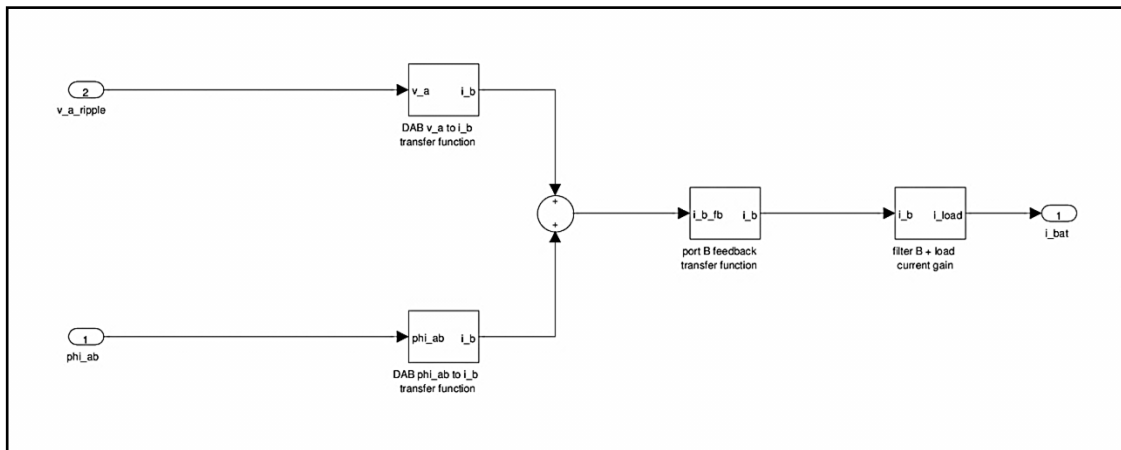 2
v_a_ripple
v_a i_b
DAB v_a to i_b
transfer function
+
+
i_b_fb i_b
port B feedback
transfer function
i_b i_load
filter B + load
current gain
1
i_bat
1
phi_ab
phi_ab i_b
DAB phi_ab to i_b
transfer function